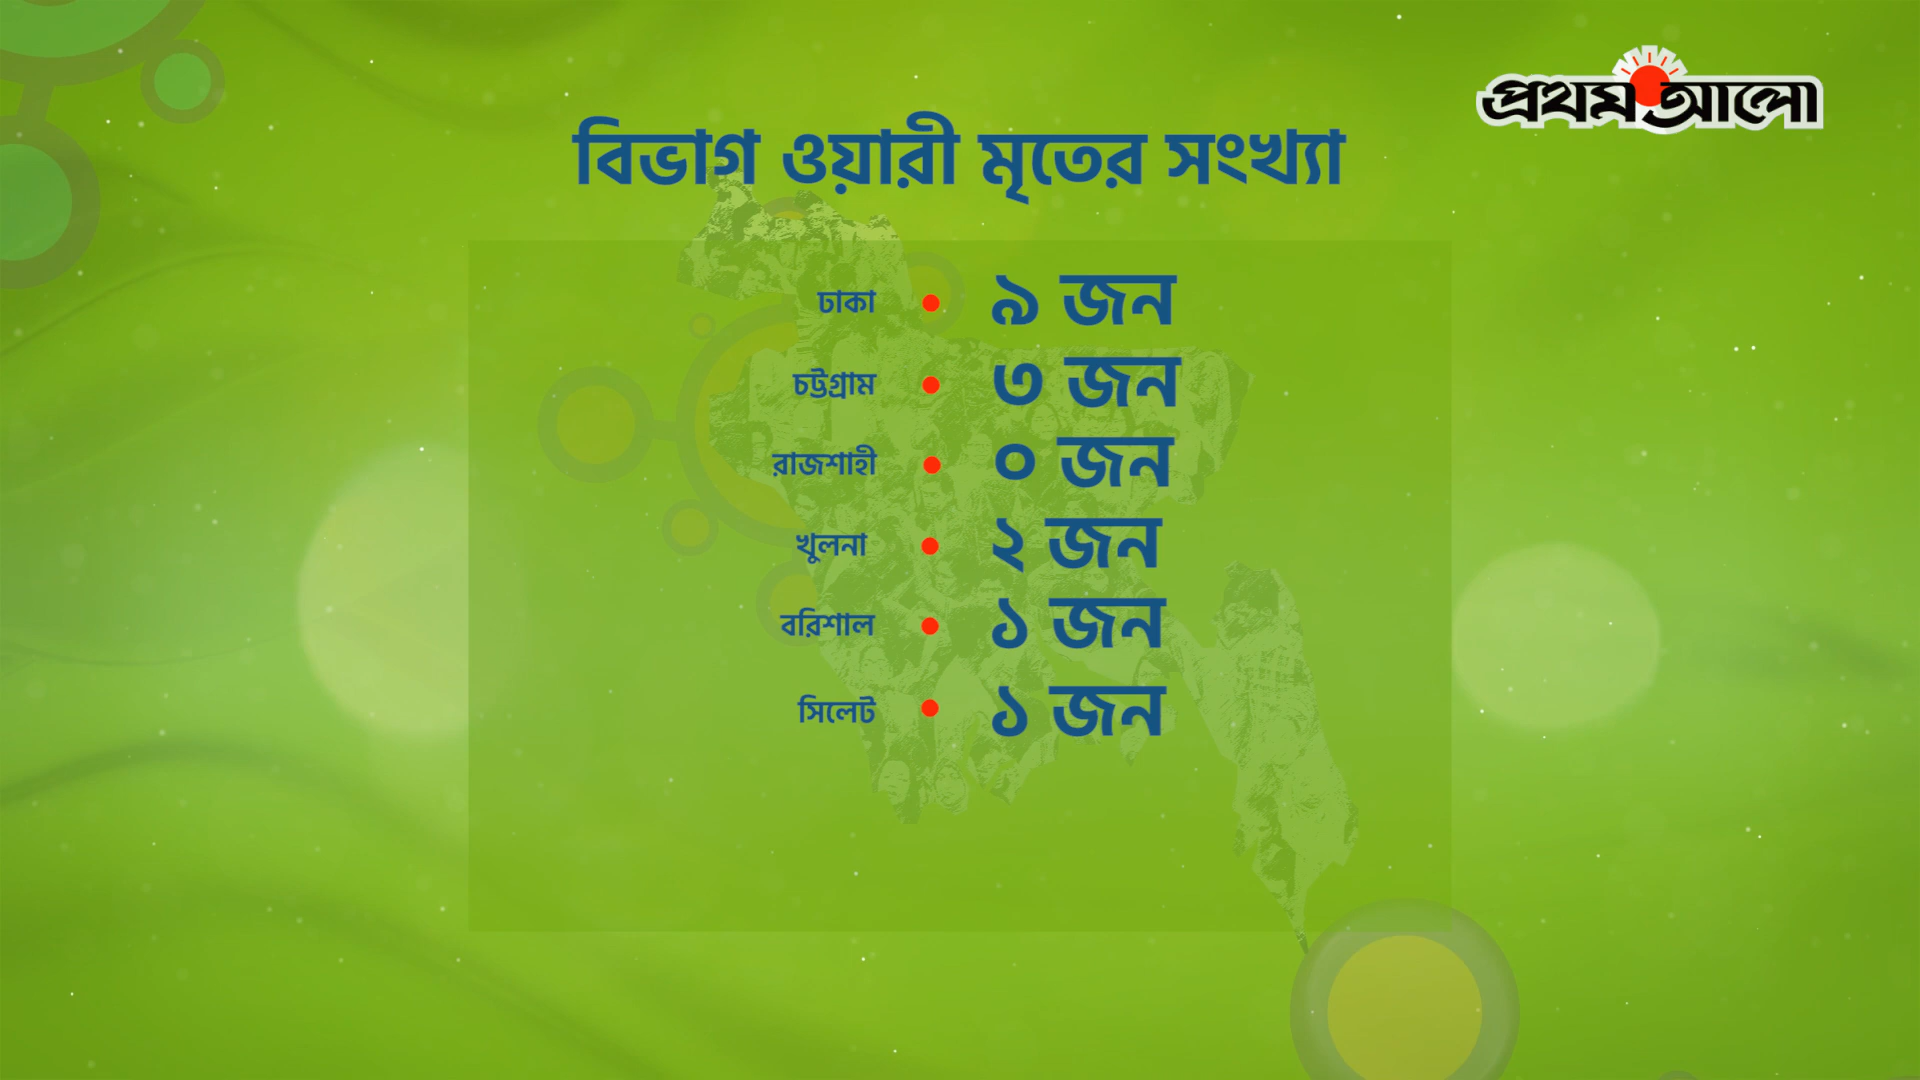 প্রথম আলো
বিভাগ ওয়ারী মৃতের সংখ্যা
ঢাকা • ৯ জন
চট্টগ্রাম • ৩ জন
রাজশাহী • ০ জন
খুলনা • ২ জন
বরিশাল • ১ জন
সিলেট • ১ জন